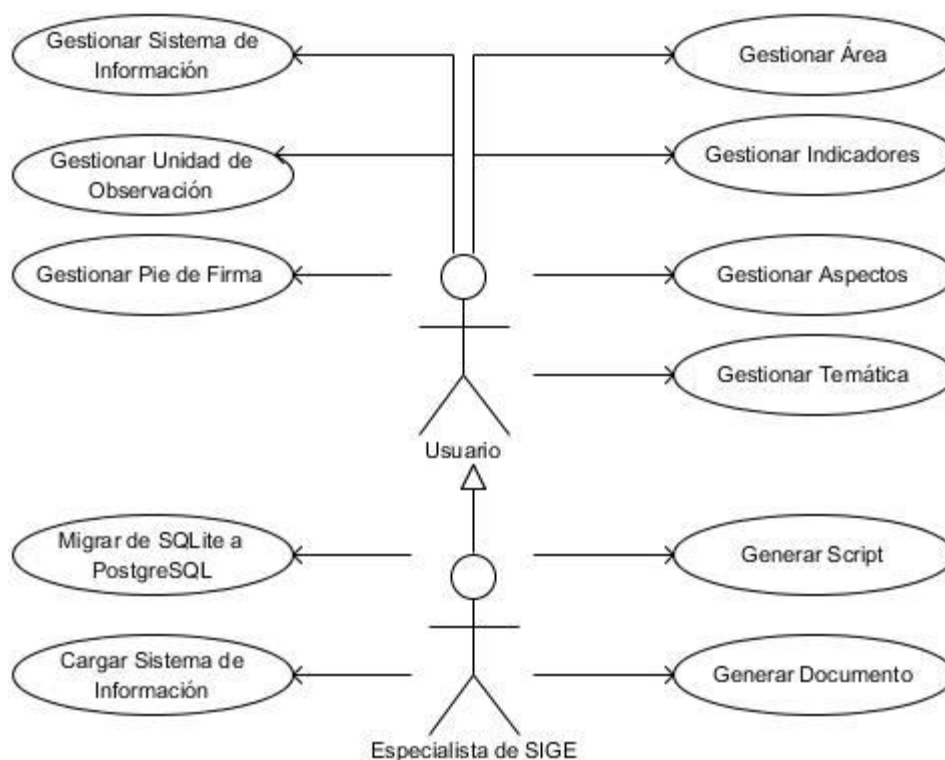 Gestionar Sistema de
Información
Gestionar Área
Gestionar Unidad de
Observación
Gestionar Indicadores
Gestionar Pie de Firma
Gestionar Aspectos
Gestionar Temática
Usuario
Migrar de SQLite a
PostgreSQL
Generar Script
Cargar Sistema de
Información
Generar Documento
Especialista de SIGE